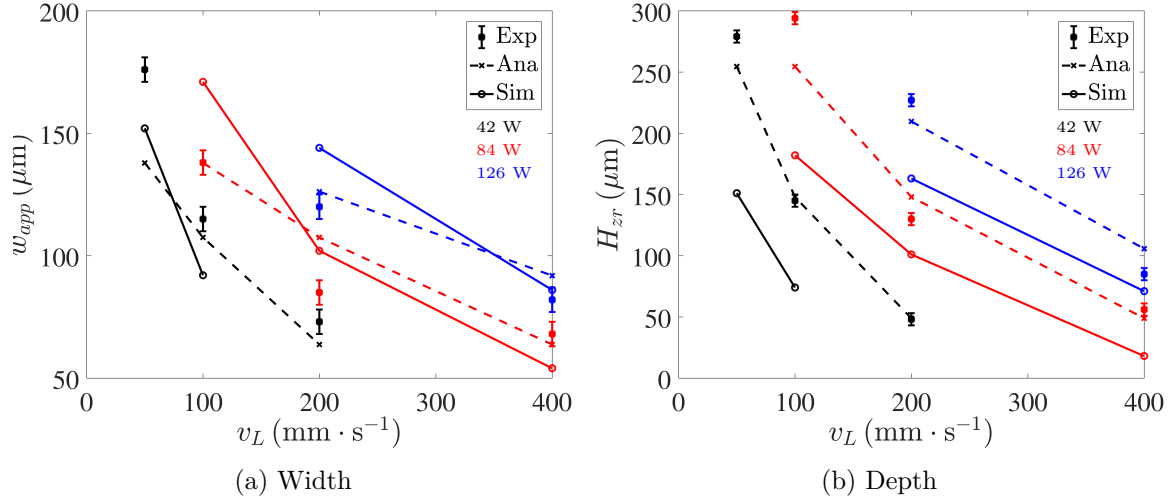 200
150
100
50
0
100
200
300
400
w_app (μm)
v_L (mm · s⁻¹)
Exp
Ana
Sim
42 W
84 W
126 W
(a) Width
300
250
200
150
100
50
0
0
100
200
300
400
H_zr (μm)
v_L (mm · s⁻¹)
Exp
Ana
Sim
42 W
84 W
126 W
(b) Depth